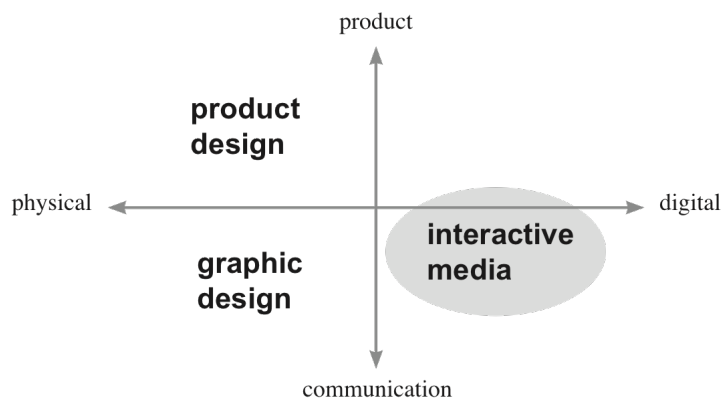 product
product
design
physical
digital
interactive
media
graphic
design
communication